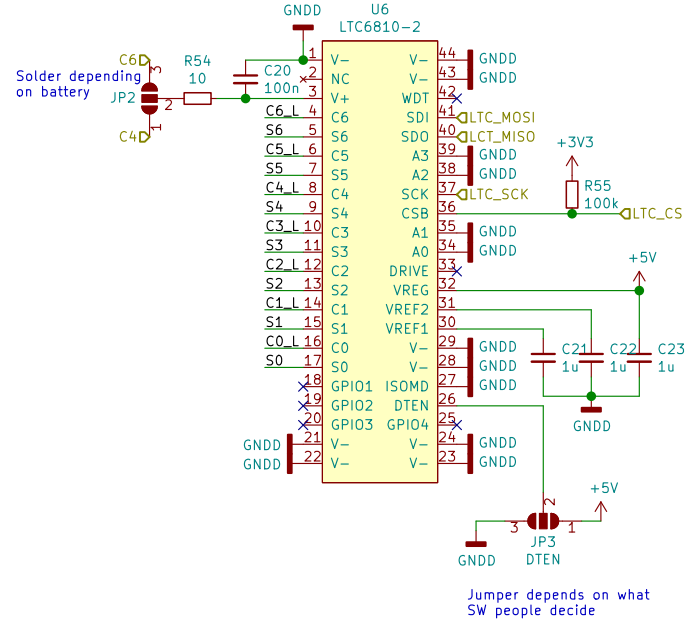 GNDD
U6
LTC6810-2
C6
3
Solder depending
on battery
JP2
2
1
C4
R54
10
C20
100n
1 V-
2 NC
3 V+
C6_L 4 C6
S6 5 S6
C5_L 6 C5
S5 7 S5
C4_L 8 C4
S4 9 S4
C3_L 10 C3
S3 11 S3
C2_L 12 C2
S2 13 S2
C1_L 14 C1
S1 15 S1
C0_L 16 C0
S0 17 S0
18 GPIO1
19 GPIO2
20 GPIO3
GNDD 21 V-
GNDD 22 V-
V- 44 GNDD
V- 43 GNDD
WDT 42
SDI 41 LTC_MOSI
SDO 40 LCT_MISO
A3 39 GNDD
A2 38 GNDD
SCK 37 LTC_SCK
CSB 36 LTC_CS
A1 35 GNDD
A0 34 GNDD
DRIVE 33
VREG 32
VREF2 31
VREF1 30
V- 29 GNDD
V- 28 GNDD
ISOMD 27 GNDD
DTEN 26
GPIO4 25
V- 24 GNDD
V- 23 GNDD
+3V3
R55
100k
+5V
C21
1u
C22
1u
C23
1u
GNDD
+5V
2
3
1
JP3
DTEN
GNDD
Jumper depends on what
SW people decide